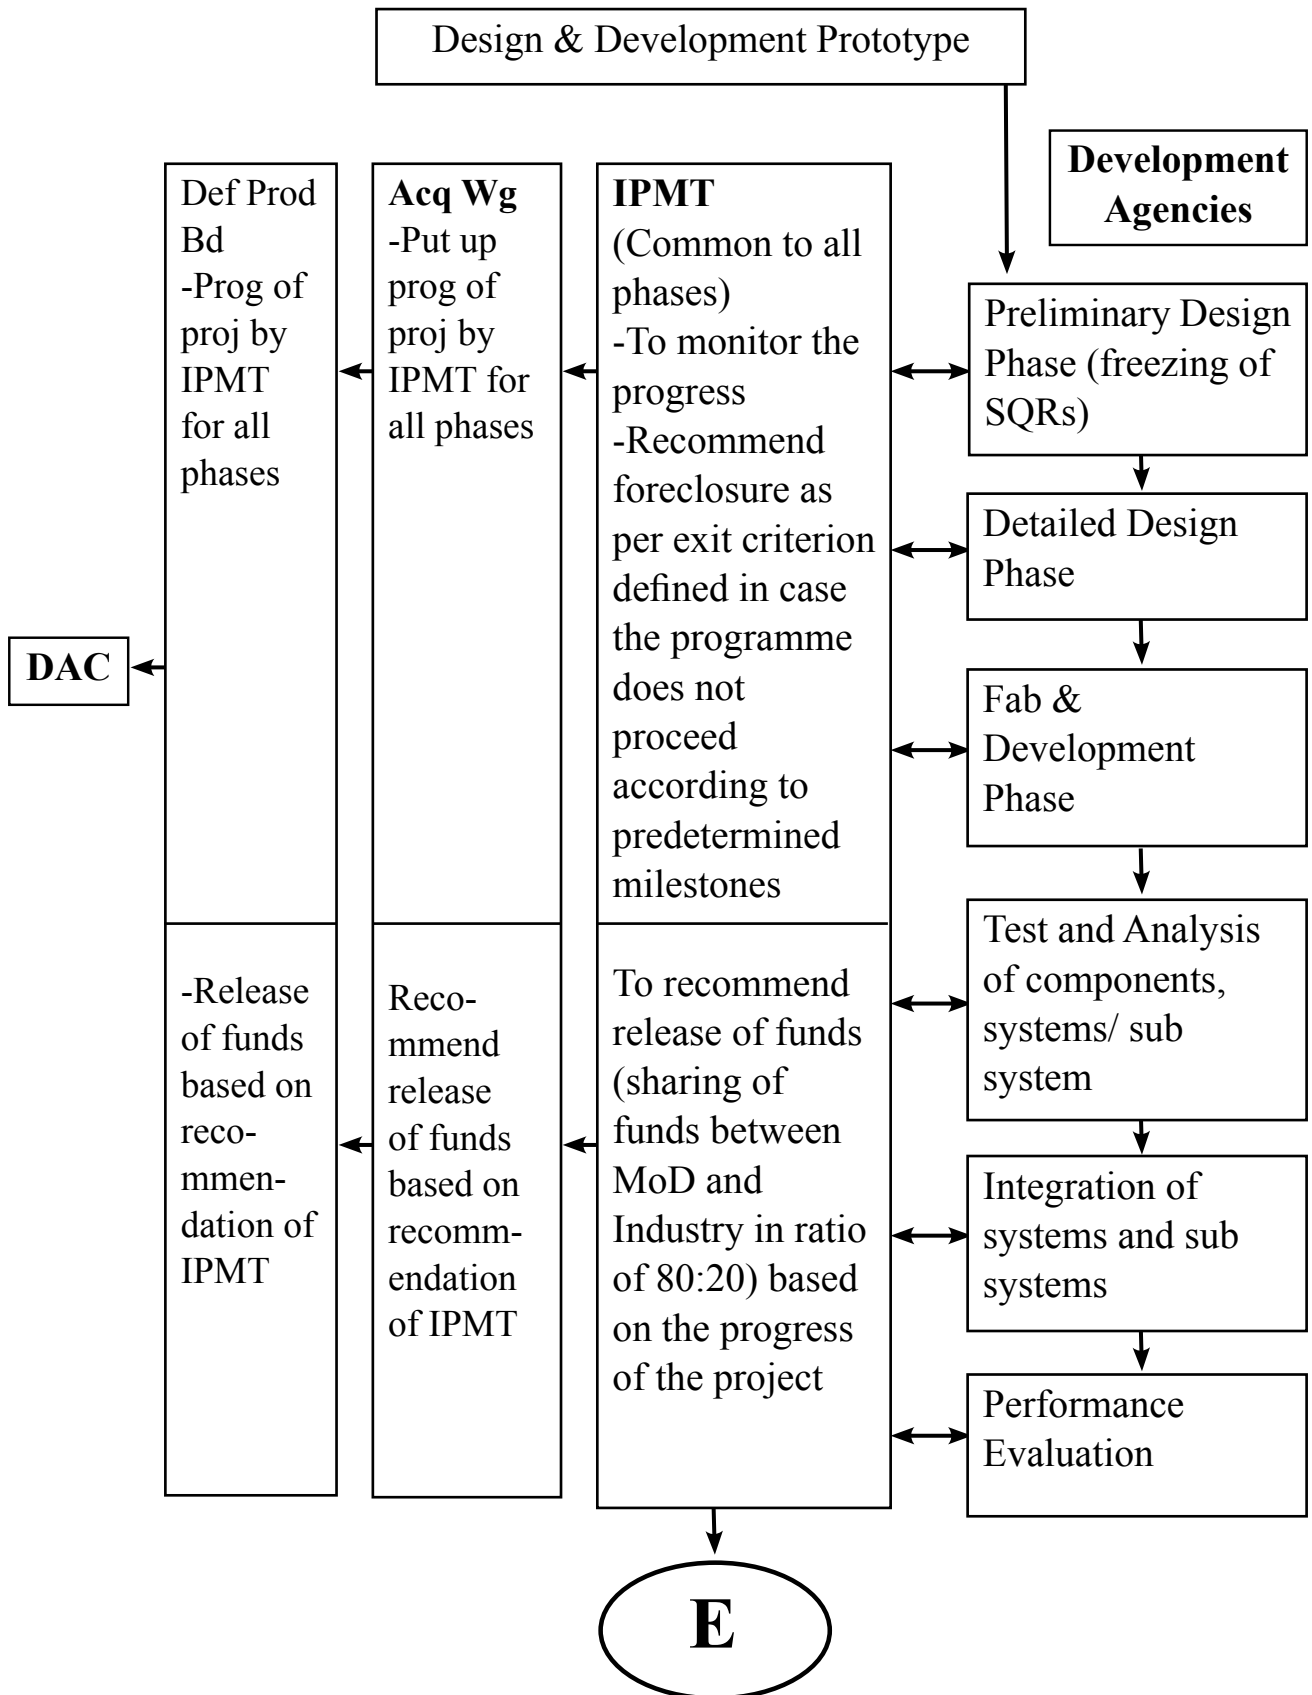 Design & Development Prototype
Development
Agencies
Def Prod
Bd
-Prog of
proj by
IPMT
for all
phases
-Release
of funds
based on
reco-
mmen-
dation of
IPMT
Acq Wg
-Put up
prog of
proj by
IPMT for
all phases
Reco-
mmend
release
of funds
based on
recomm-
endation
of IPMT
IPMT
(Common to all
phases)
-To monitor the
progress
-Recommend
foreclosure as
per exit criterion
defined in case
the programme
does not
proceed
according to
predetermined
milestones
To recommend
release of funds
(sharing of
funds between
MoD and
Industry in ratio
of 80:20) based
on the progress
of the project
Preliminary Design
Phase (freezing of
SQRs)
Detailed Design
Phase
Fab &
Development
Phase
Test and Analysis
of components,
systems/ sub
system
Integration of
systems and sub
systems
Performance
Evaluation
DAC
E